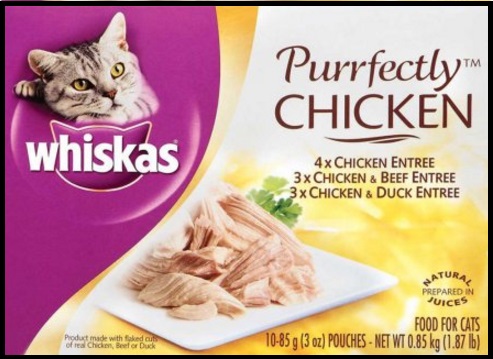 whiskas
Purrfectly™
CHICKEN
4 x CHICKEN ENTREE
3 x CHICKEN & BEEF ENTREE
3 x CHICKEN & DUCK ENTREE
NATURAL
PREPARED IN
JUICES
FOOD FOR CATS
10-85 g (3 oz) POUCHES - NET WT 0.85 kg (1.87 lb)
Product made with flaked cuts
of real Chicken, Beef or Duck